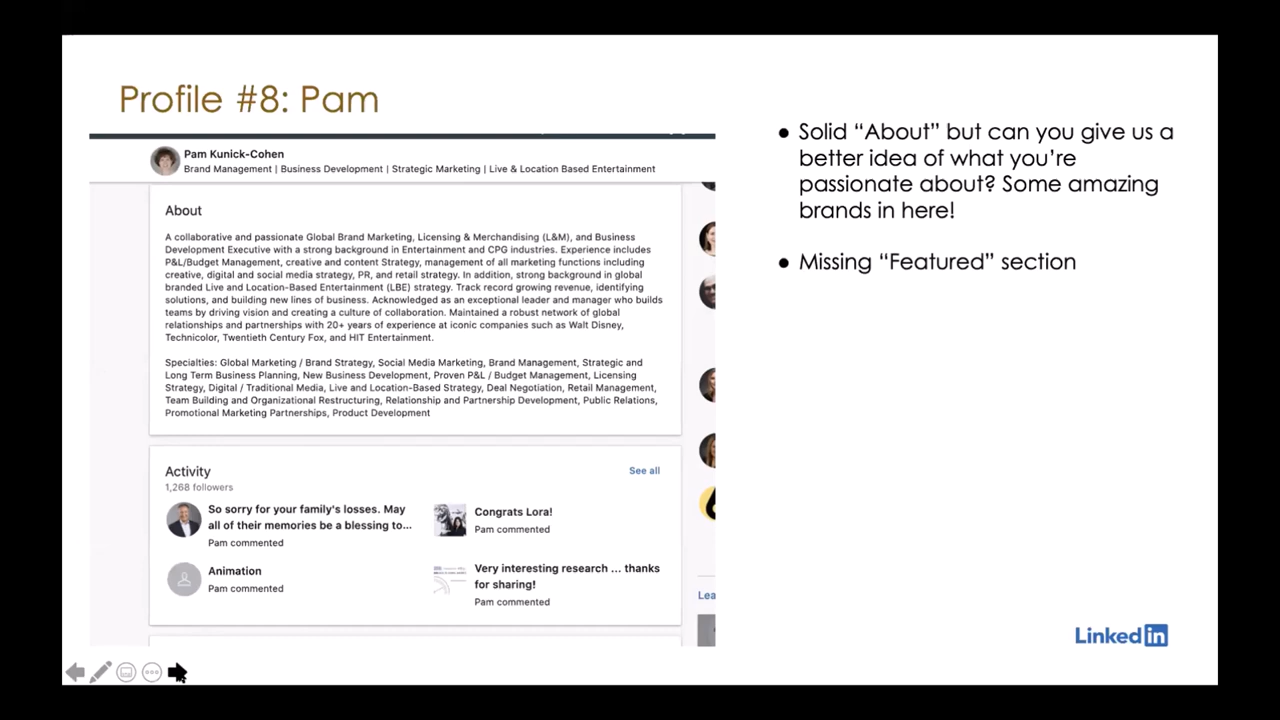 Profile #8: Pam
Pam Kunick-Cohen
Brand Management | Business Development | Strategic Marketing | Live & Location Based Entertainment
About
A collaborative and passionate Global Brand Marketing, Licensing & Merchandising (L&M), and Business
Development Executive with a strong background in Entertainment and CPG industries. Experience includes
P&L/Budget Management, creative and content Strategy, management of all marketing functions including
creative, digital and social media strategy, PR, and retail strategy. In addition, strong background in global
branded Live and Location-Based Entertainment (LBE) strategy. Track record growing revenue, identifying
solutions, and building new lines of business. Acknowledged as an exceptional leader and manager who builds
teams by driving vision and creating a culture of collaboration. Maintained a robust network of global
relationships and partnerships with 20+ years of experience at iconic companies such as Walt Disney,
Technicolor, Twentieth Century Fox, and HIT Entertainment.
Specialties: Global Marketing / Brand Strategy, Social Media Marketing, Brand Management, Strategic and
Long Term Business Planning, New Business Development, Proven P&L / Budget Management, Licensing
Strategy, Digital / Traditional Media, Live and Location-Based Strategy, Deal Negotiation, Retail Management,
Team Building and Organizational Restructuring, Relationship and Partnership Development, Public Relations,
Promotional Marketing Partnerships, Product Development
Activity
See all
1,268 followers
So sorry for your family's losses. May
all of their memories be a blessing to...
Pam commented
Congrats Lora!
Pam commented
Animation
Pam commented
Very interesting research ... thanks
for sharing!
Pam commented
Lea
● Solid “About” but can you give us a
better idea of what you’re
passionate about? Some amazing
brands in here!
● Missing “Featured” section
Linked in